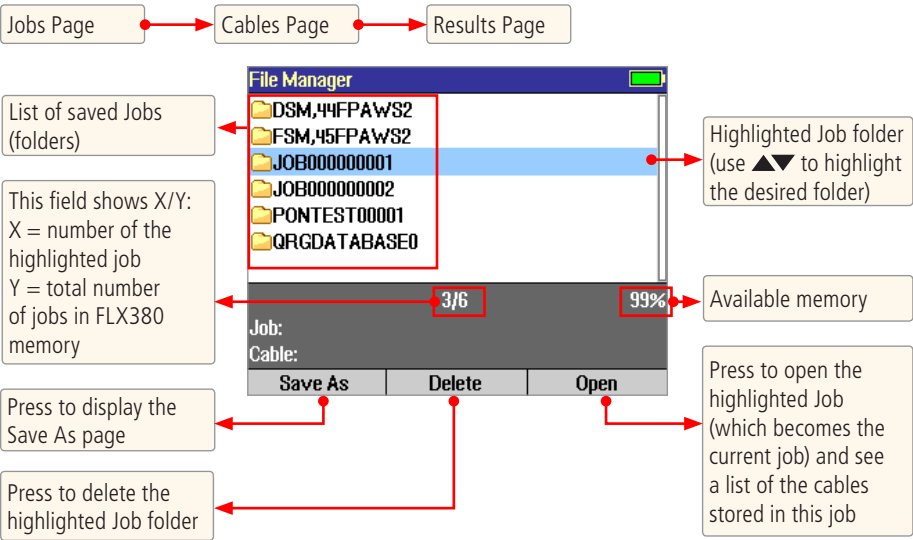 Jobs Page
Cables Page
Results Page
File Manager
List of saved Jobs
(folders)
DSM,44FPAWS2
FSM,45FPAWS2
JOB000000001
JOB000000002
PONTEST00001
QRGDATABASE0
Highlighted Job folder
(use ▲▼ to highlight
the desired folder)
This field shows X/Y:
X = number of the
highlighted job
Y = total number
of jobs in FLX380
memory
3/6
99%
Available memory
Job:
Cable:
Save As
Delete
Open
Press to display the
Save As page
Press to delete the
highlighted Job folder
Press to open the
highlighted Job
(which becomes the
current job) and see
a list of the cables
stored in this job